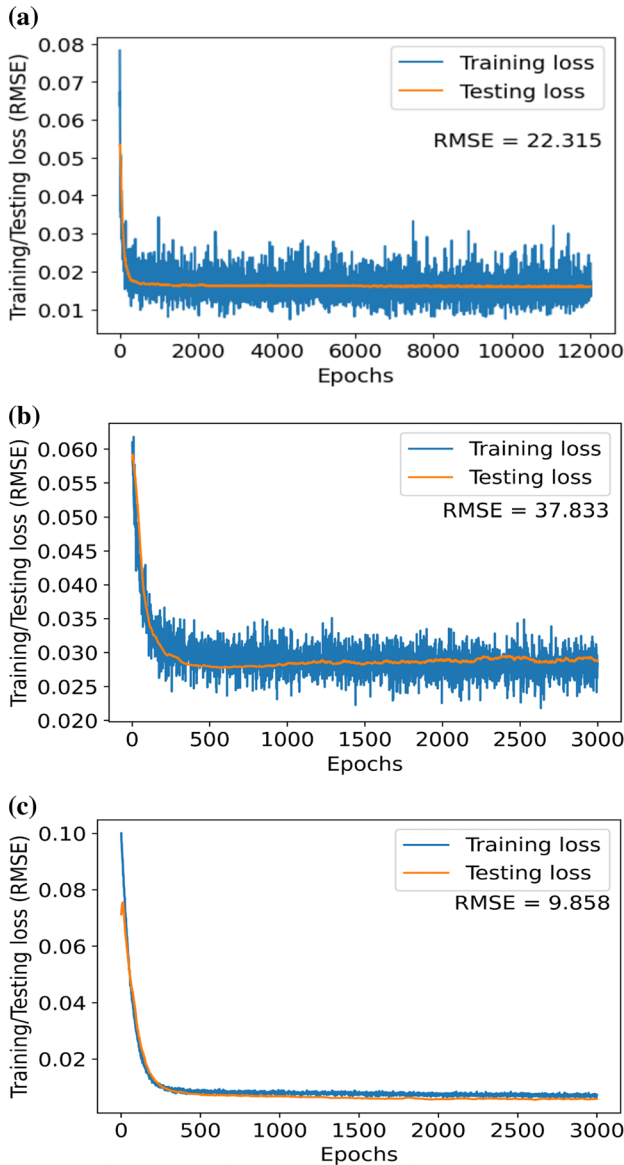 (a)
Training/Testing loss (RMSE)
0.08
0.07
0.06
0.05
0.04
0.03
0.02
0.01
Training loss
Testing loss
RMSE = 22.315
0 2000 4000 6000 8000 10000 12000
Epochs
(b)
Training/Testing loss (RMSE)
0.060
0.055
0.050
0.045
0.040
0.035
0.030
0.025
0.020
Training loss
Testing loss
RMSE = 37.833
0 500 1000 1500 2000 2500 3000
Epochs
(c)
Training/Testing loss (RMSE)
0.10
0.08
0.06
0.04
0.02
Training loss
Testing loss
RMSE = 9.858
0 500 1000 1500 2000 2500 3000
Epochs